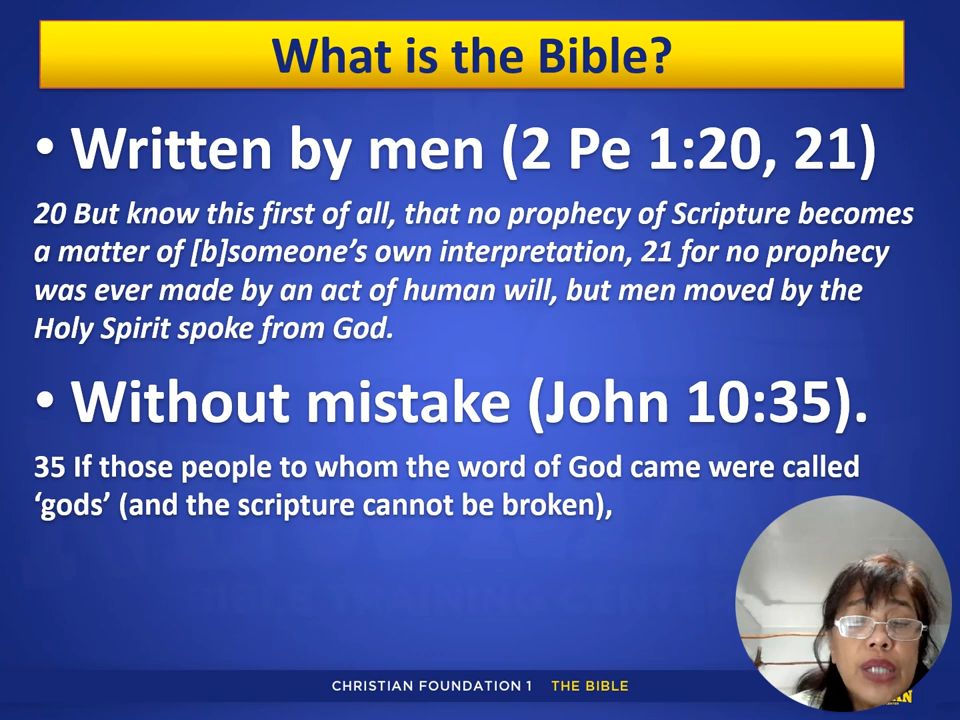 What is the Bible?
• Written by men (2 Pe 1:20, 21)
20 But know this first of all, that no prophecy of Scripture becomes
a matter of [b]someone’s own interpretation, 21 for no prophecy
was ever made by an act of human will, but men moved by the
Holy Spirit spoke from God.
• Without mistake (John 10:35).
35 If those people to whom the word of God came were called
‘gods’ (and the scripture cannot be broken),
BIBLE TRAINING CENTER
CHRISTIAN FOUNDATION 1 THE BIBLE